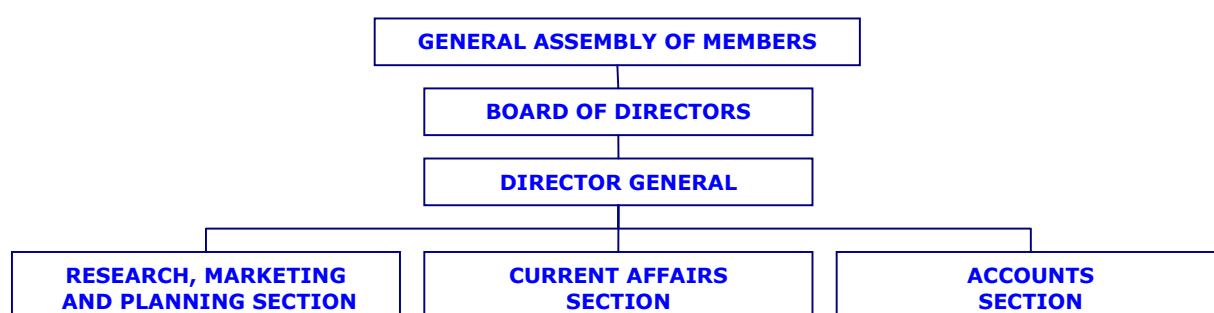 GENERAL ASSEMBLY OF MEMBERS
BOARD OF DIRECTORS
DIRECTOR GENERAL
RESEARCH, MARKETING
AND PLANNING SECTION
CURRENT AFFAIRS
SECTION
ACCOUNTS
SECTION